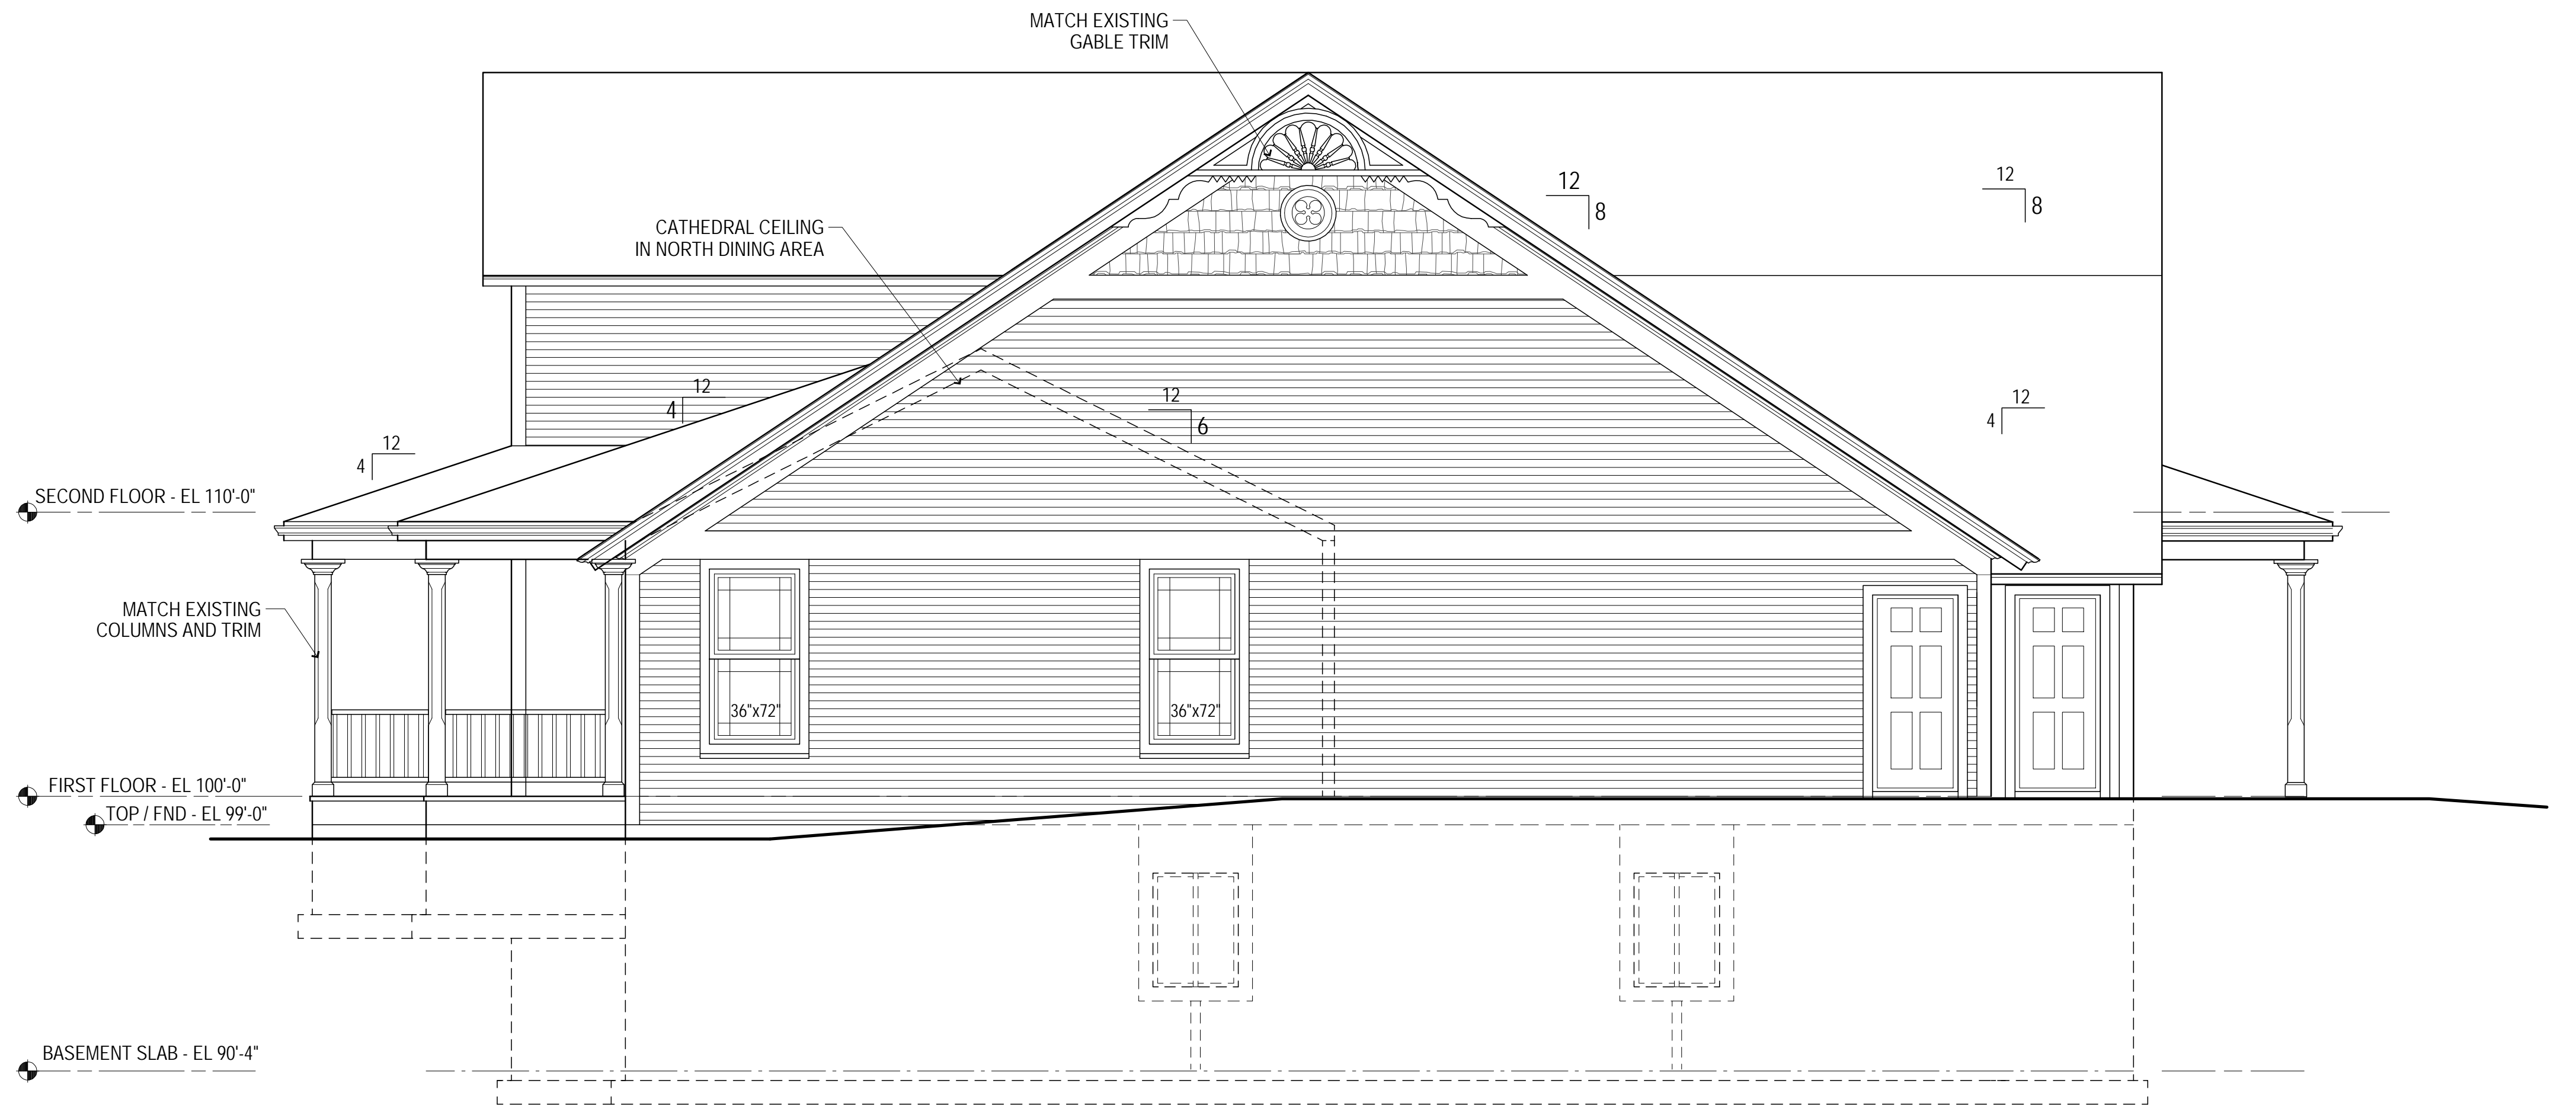 MATCH EXISTING
GABLE TRIM
12
8
12
8
CATHEDRAL CEILING
IN NORTH DINING AREA
12
4
12
6
12
4
12
4
SECOND FLOOR - EL 110'-0"
MATCH EXISTING
COLUMNS AND TRIM
36"x72"
36"x72"
FIRST FLOOR - EL 100'-0"
TOP / FND - EL 99'-0"
BASEMENT SLAB - EL 90'-4"